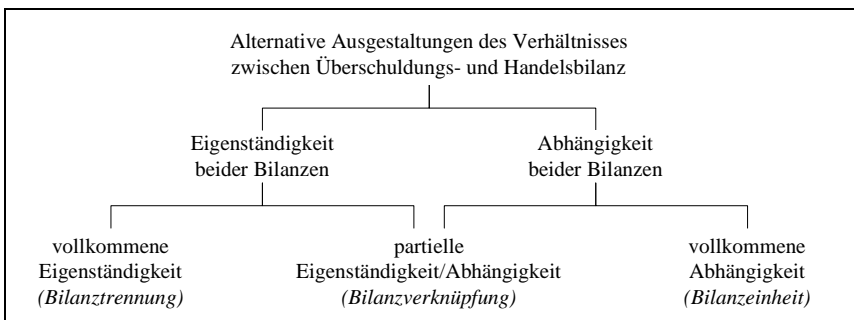 Alternative Ausgestaltungen des Verhältnisses
zwischen Überschuldungs- und Handelsbilanz
Eigenständigkeit
beider Bilanzen
Abhängigkeit
beider Bilanzen
vollkommene
Eigenständigkeit
(Bilanztrennung)
partielle
Eigenständigkeit/Abhängigkeit
(Bilanzverknüpfung)
vollkommene
Abhängigkeit
(Bilanzeinheit)